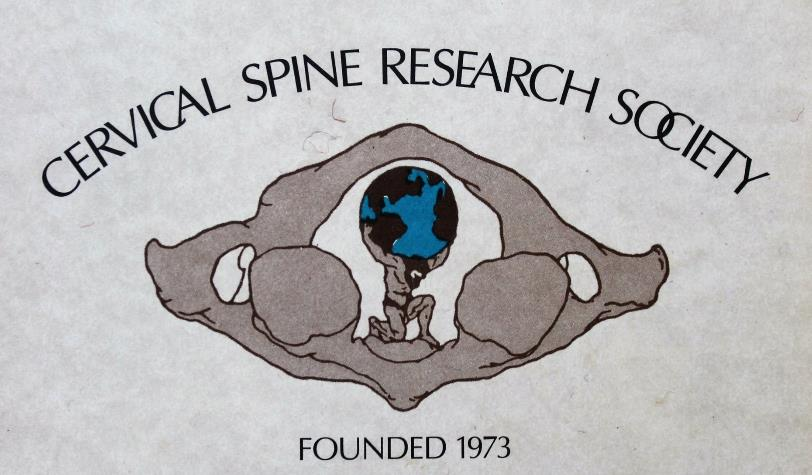 CERVICAL SPINE RESEARCH SOCIETY
FOUNDED 1973